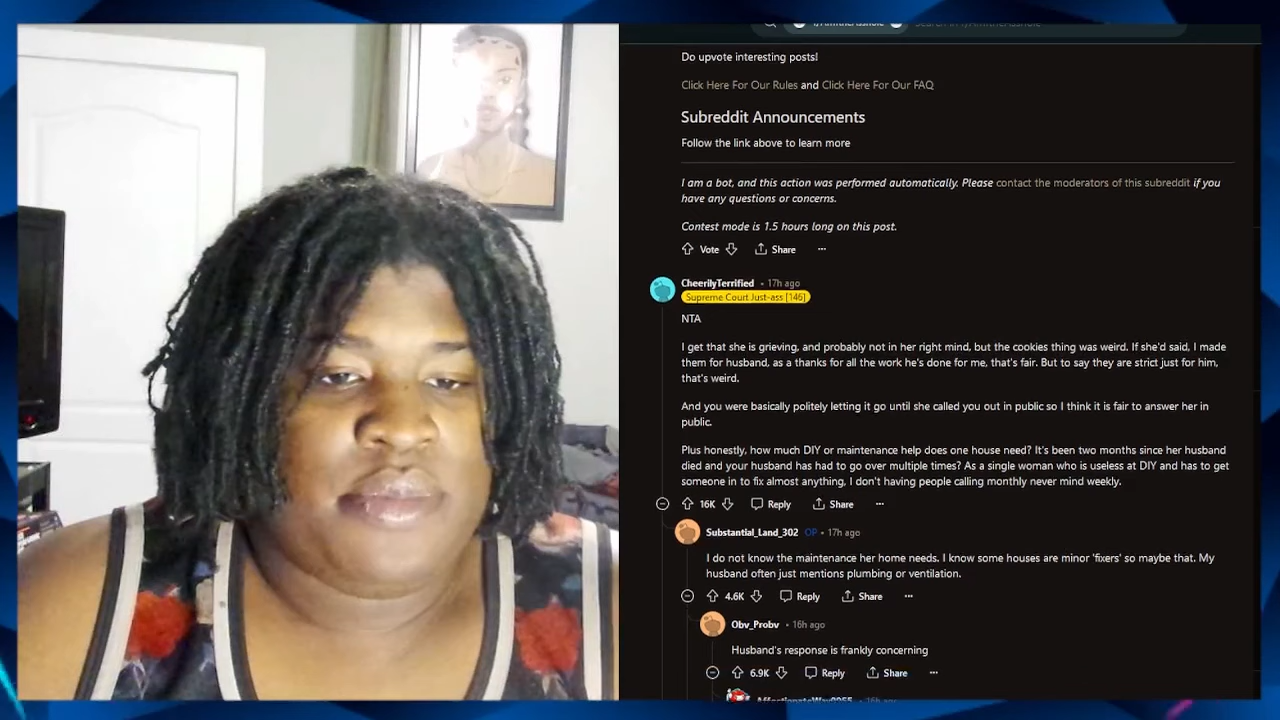 r/AmItheAsshole
Search in r/AmItheAsshole
Do upvote interesting posts!
Click Here For Our Rules and Click Here For Our FAQ
Subreddit Announcements
Follow the link above to learn more
I am a bot, and this action was performed automatically. Please contact the moderators of this subreddit if you
have any questions or concerns.
Contest mode is 1.5 hours long on this post.
Vote Share ...
CheerilyTerrified • 17h ago
Supreme Court Just-ass [146]
NTA
I get that she is grieving, and probably not in her right mind, but the cookies thing was weird. If she'd said, I made
them for husband, as a thanks for all the work he's done for me, that's fair. But to say they are strict just for him,
that's weird.
And you were basically politely letting it go until she called you out in public so I think it is fair to answer her in
public.
Plus honestly, how much DIY or maintenance help does one house need? It's been two months since her husband
died and your husband has had to go over multiple times? As a single woman who is useless at DIY and has to get
someone in to fix almost anything, I don't having people calling monthly never mind weekly.
16K Reply Share ...
Substantial_Land_302 OP • 17h ago
I do not know the maintenance her home needs. I know some houses are minor 'fixers' so maybe that. My
husband often just mentions plumbing or ventilation.
4.6K Reply Share ...
Obv_Probv • 16h ago
Husband's response is frankly concerning
6.9K Reply Share ...